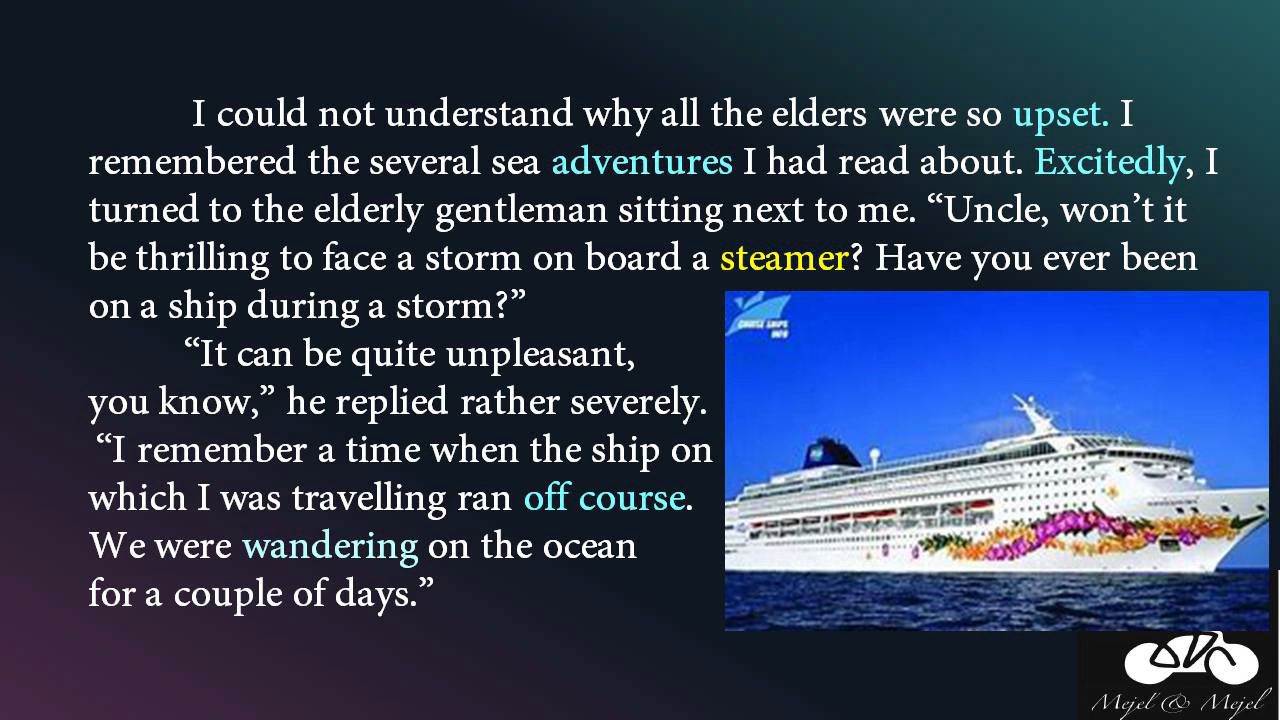 I could not understand why all the elders were so upset. I
remembered the several sea adventures I had read about. Excitedly, I
turned to the elderly gentleman sitting next to me. “Uncle, won’t it
be thrilling to face a storm on board a steamer? Have you ever been
on a ship during a storm?”
“It can be quite unpleasant,
you know,” he replied rather severely.
“I remember a time when the ship on
which I was travelling ran off course.
We were wandering on the ocean
for a couple of days.”
CRUISE SHIPS
INFO
Mejel & Mejel